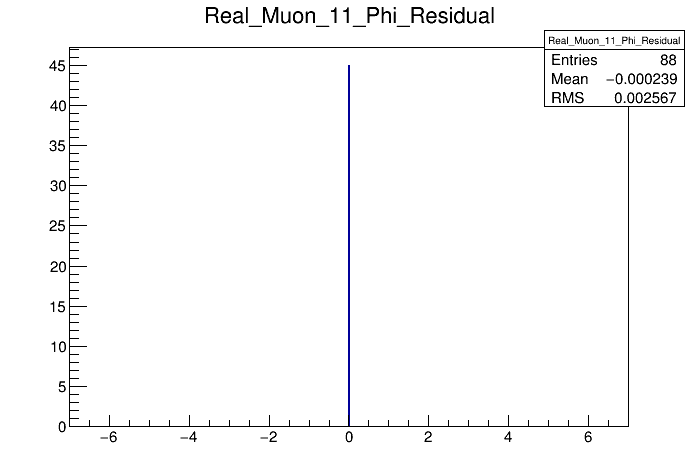 Real_Muon_11_Phi_Residual
Real_Muon_11_Phi_Residual
Entries 88
Mean −0.000239
RMS 0.002567
45
40
35
30
25
20
15
10
5
0
−6 −4 −2 0 2 4 6